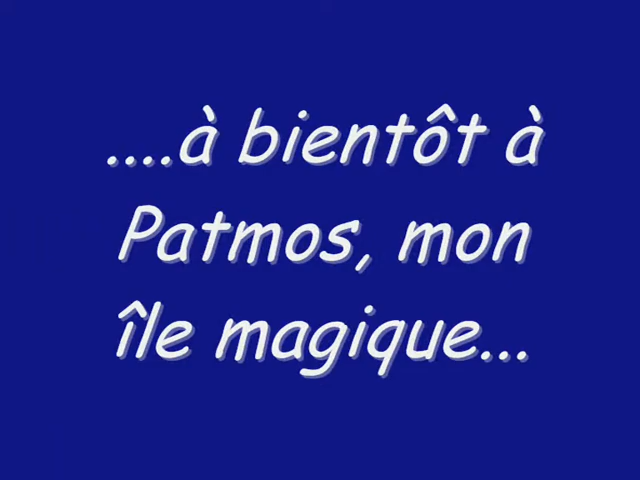 ....à bientôt à
Patmos, mon
île magique...